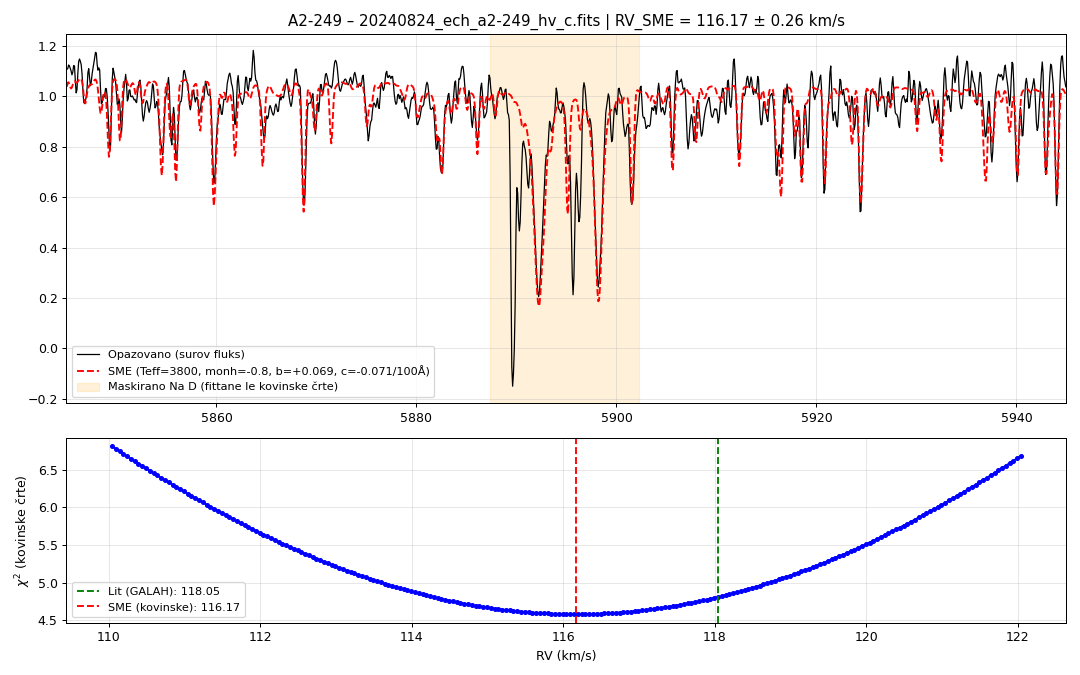 A2-249 – 20240824_ech_a2-249_hv_c.fits | RV_SME = 116.17 ± 0.26 km/s
1.2
1.0
0.8
0.6
0.4
0.2
0.0
−0.2
Opazovano (surov fluks)
SME (Teff=3800, monh=-0.8, b=+0.069, c=-0.071/100Å)
Maskirano Na D (fittane le kovinske črte)
5860 5880 5900 5920 5940
χ² (kovinske črte)
6.5
6.0
5.5
5.0
4.5
Lit (GALAH): 118.05
SME (kovinske): 116.17
110 112 114 116 118 120 122
RV (km/s)